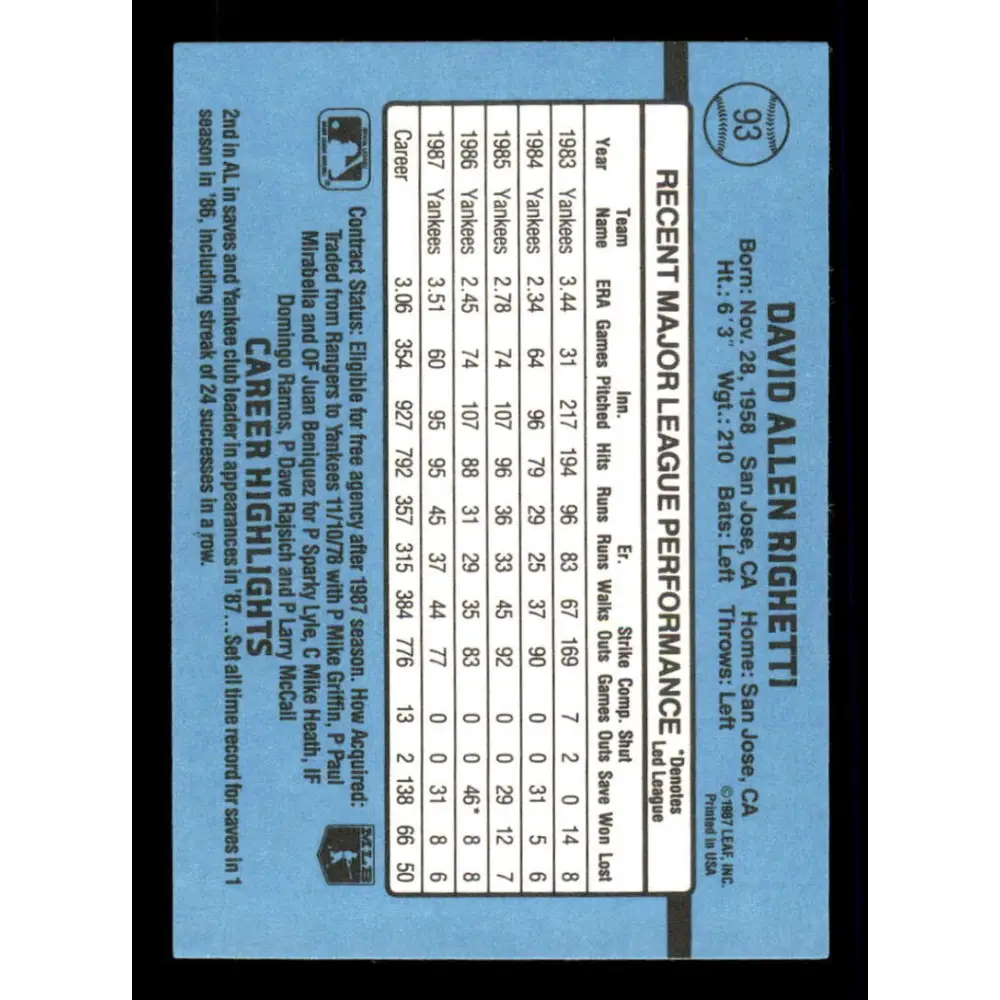 93
DAVID ALLEN RIGHETTI
Born: Nov. 28, 1958 San Jose, CA Home: San Jose, CA
Ht.: 6'3" Wgt.: 210 Bats: Left Throws: Left
©1987 LEAF, INC.
Printed in USA
RECENT MAJOR LEAGUE PERFORMANCE *Denotes Led League
Team Inn. Er. Strike Comp. Shut
Year Name ERA Games Pitched Hits Runs Runs Walks Outs Games Outs Save Won Lost
1983 Yankees 3.44 31 217 194 96 83 67 169 7 2 0 14 8
1984 Yankees 2.34 64 96 79 29 25 37 90 0 0 31 5 6
1985 Yankees 2.78 74 107 96 36 33 45 92 0 0 29 12 7
1986 Yankees 2.45 74 107 88 31 29 35 83 0 0 46* 8 8
1987 Yankees 3.51 60 95 95 45 37 44 77 0 0 31 8 6
Career 3.06 354 927 792 357 315 384 776 13 2 138 66 50
Contract Status: Eligible for free agency after 1987 season. How Acquired:
Traded from Rangers to Yankees 11/10/78 with P Mike Griffin, P Paul
Mirabella and OF Juan Beniquez for P Sparky Lyle, C Mike Heath, IF
Domingo Ramos, P Dave Rajsich and P Larry McCall
MLB
CAREER HIGHLIGHTS
2nd in AL in saves and Yankee club leader in appearances in '87...Set all time record for saves in 1
season in '86, including streak of 24 successes in a row.